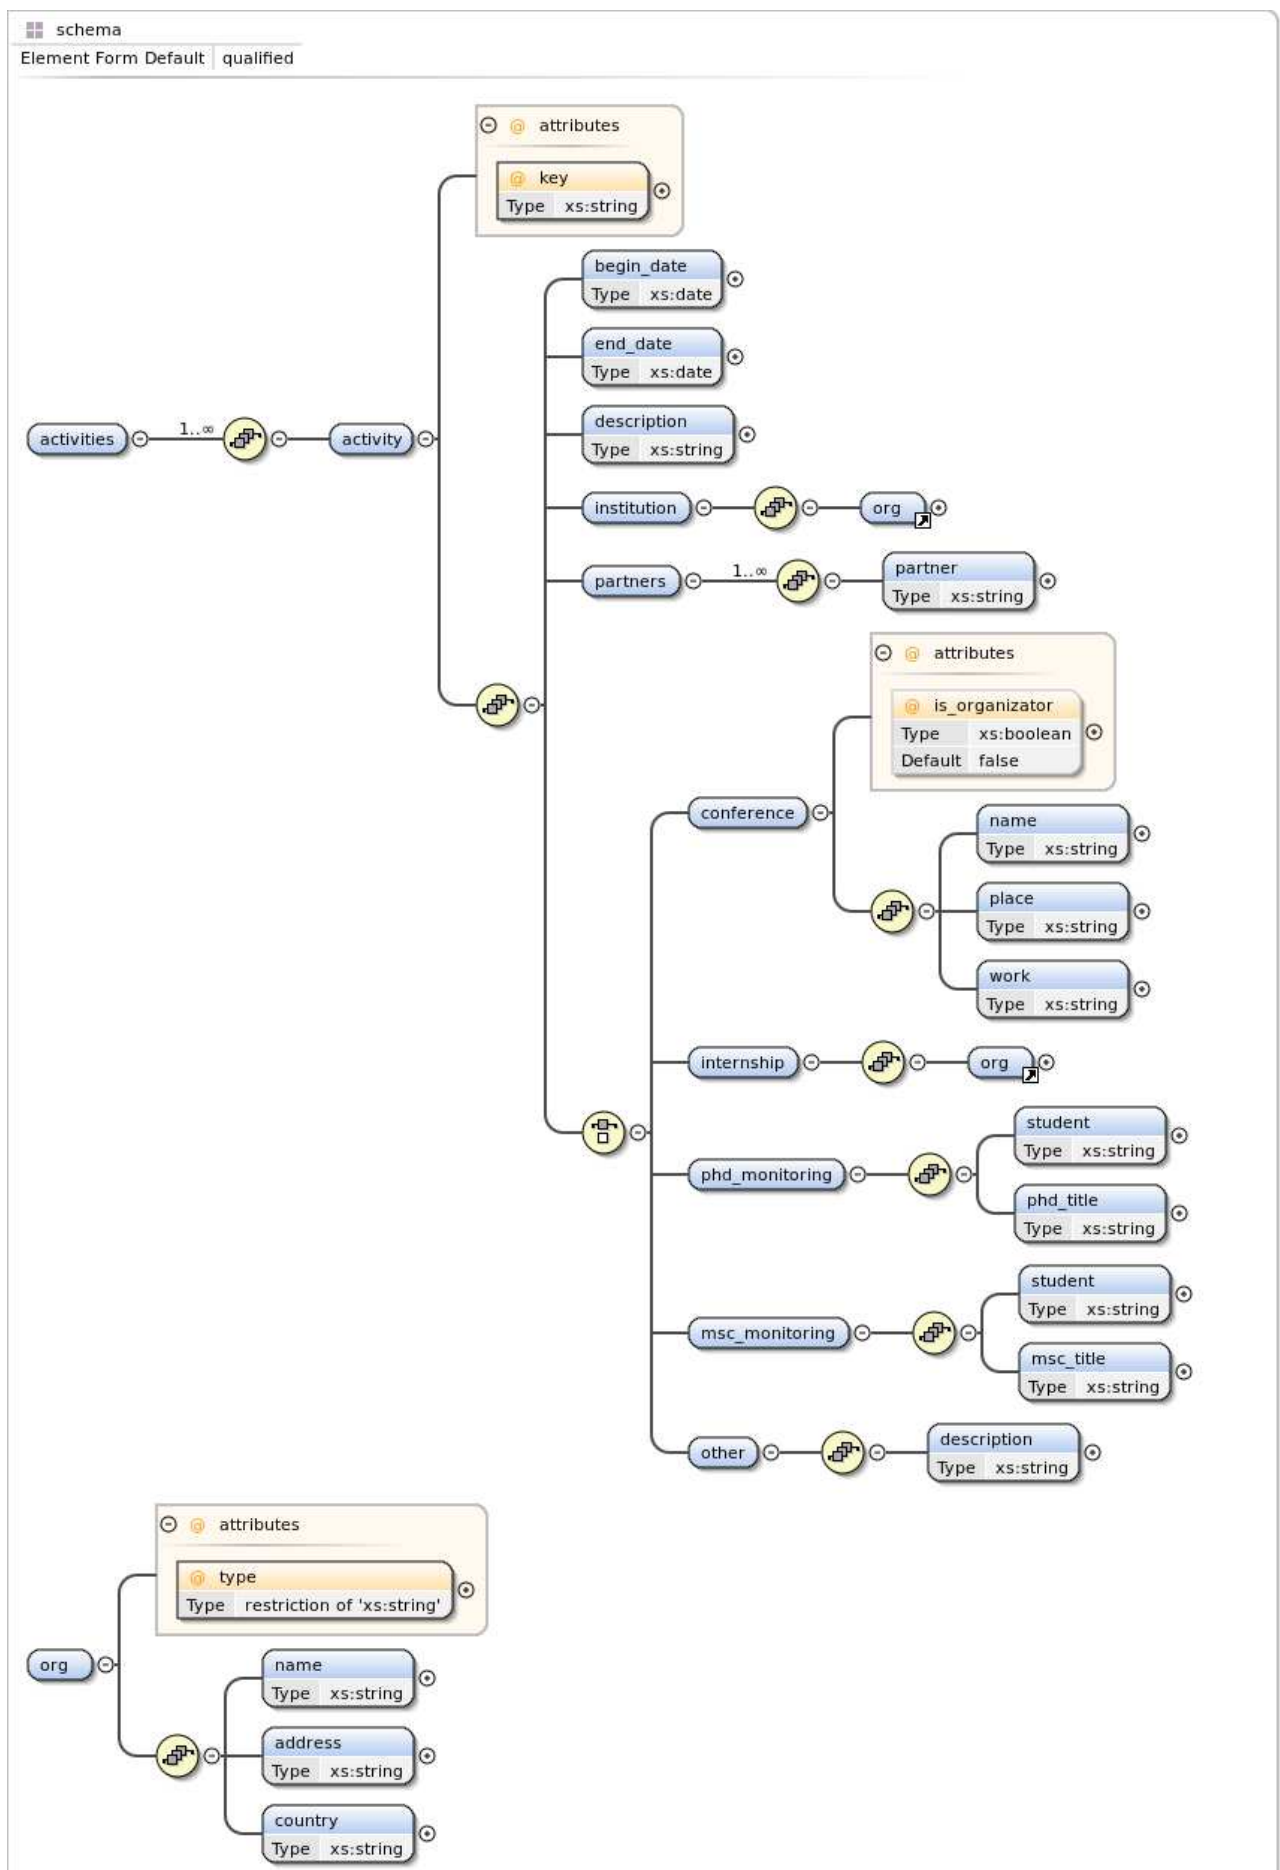 schema
Element Form Default qualified
@ attributes
@ key
Type xs:string
begin_date
Type xs:date
end_date
Type xs:date
description
Type xs:string
activities 1..∞ activity
institution org
partners 1..∞ partner
Type xs:string
@ attributes
@ is_organizator
Type xs:boolean
Default false
conference
name
Type xs:string
place
Type xs:string
work
Type xs:string
internship org
student
Type xs:string
phd_monitoring
phd_title
Type xs:string
student
Type xs:string
msc_monitoring
msc_title
Type xs:string
other
description
Type xs:string
@ attributes
@ type
Type restriction of 'xs:string'
org
name
Type xs:string
address
Type xs:string
country
Type xs:string